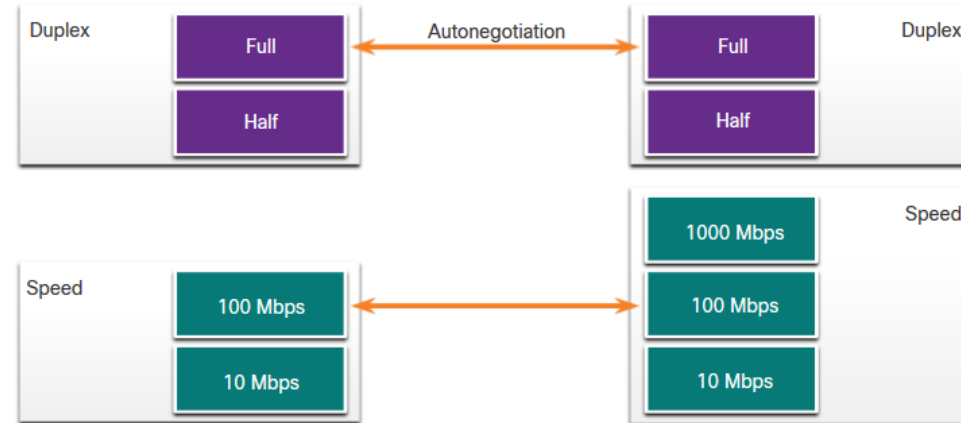 Duplex
Full
Autonegotiation
Full
Duplex
Half
Half
1000 Mbps
Speed
Speed
100 Mbps
100 Mbps
10 Mbps
10 Mbps